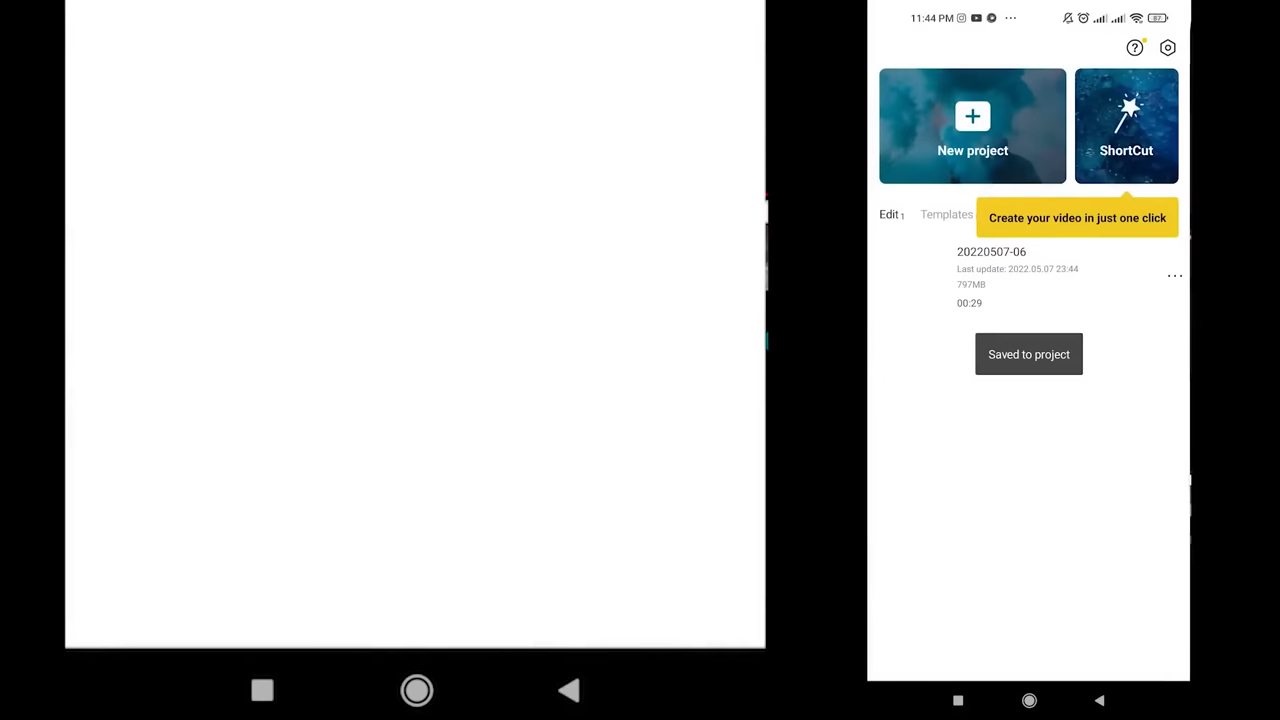 11:44 PM ... 87
New project
ShortCut
Edit 1 Templates
Create your video in just one click
20220507-06
Last update: 2022.05.07 23:44
797MB
00:29
Saved to project